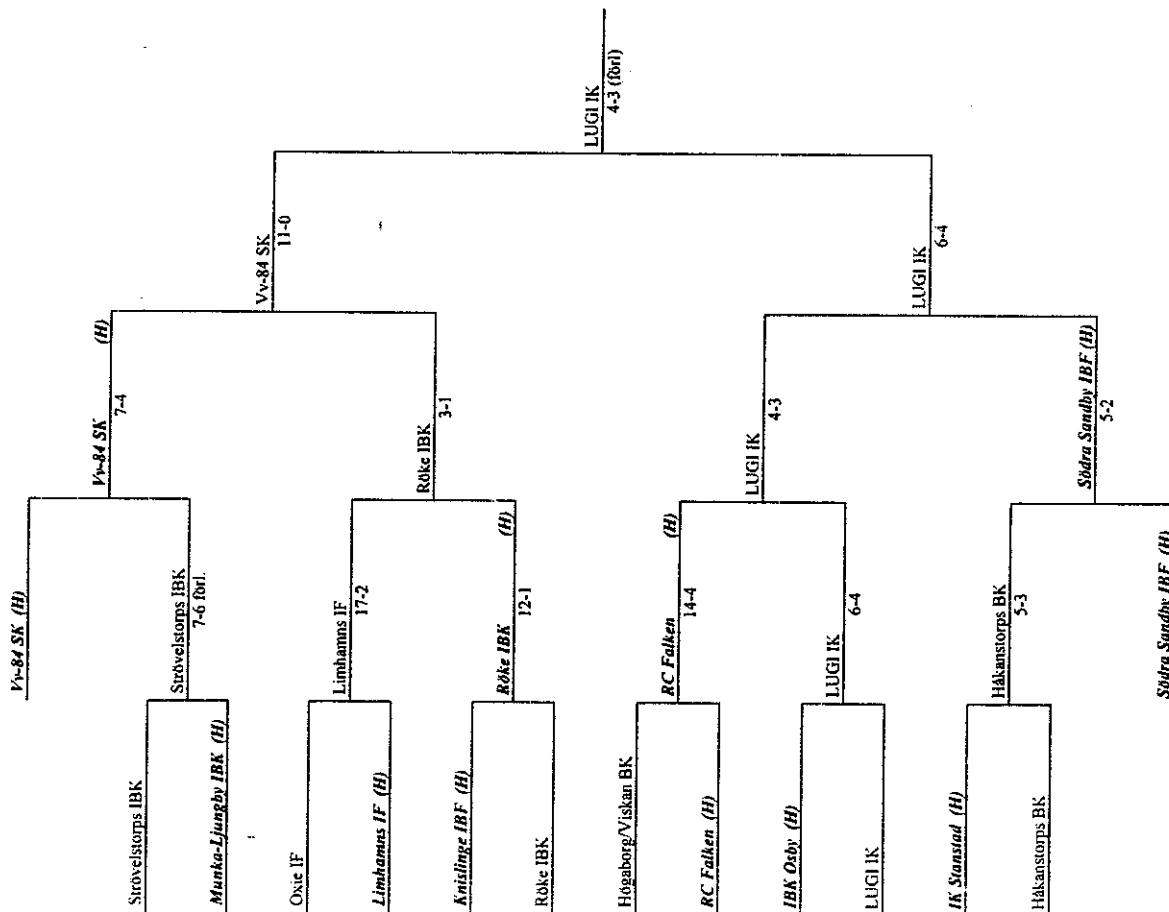 Strövelstorps IBK
Munka-Ljungby IBK (H)
Oxie IF
Limhamns IF (H)
Knislinge IBF (H)
Röke IBK
Högaborg/Viskan BK
RC Falken (H)
IBK Osby (H)
LUGI IK
IK Stanstad (H)
Håkanstorps BK
Vv-84 SK (H)
Strövelstorps IBK
7-6 förl.
Limhamns IF
17-2
Röke IBK (H)
12-1
RC Falken (H)
14-4
LUGI IK
6-4
Håkanstorps BK
5-3
Södra Sandby IBF (H)
Vv-84 SK (H)
7-4
Röke IBK
3-1
LUGI IK
4-3
Södra Sandby IBF (H)
5-2
Vv-84 SK
11-0
LUGI IK
6-4
LUGI IK
4-3 (förl)